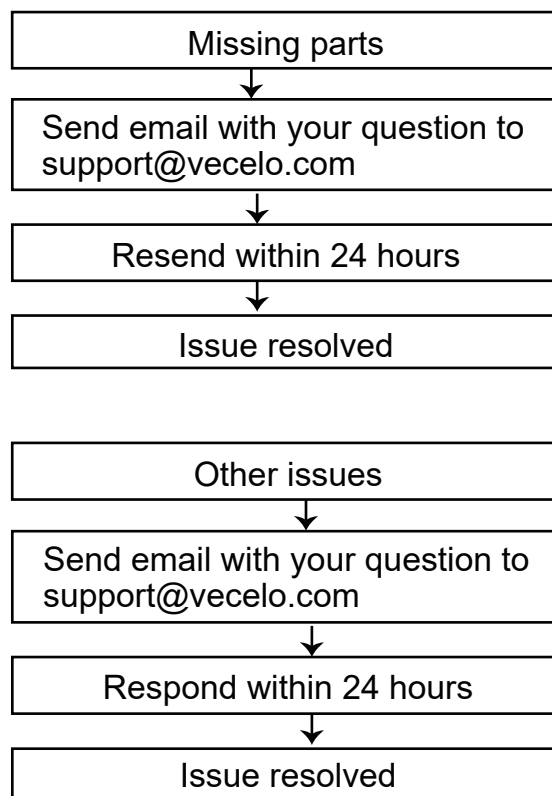 Missing parts
Send email with your question to
support@vecelo.com
Resend within 24 hours
Issue resolved
Other issues
Send email with your question to
support@vecelo.com
Respond within 24 hours
Issue resolved